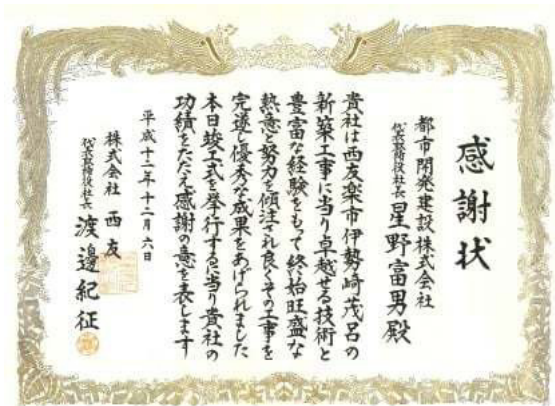 感謝状
都市開発建設株式会社
代表取締役社長 星野富男殿
貴社は西友楽市伊勢崎茂呂の
新築工事に当り卓越せる技術と
豊富な経験をもって終始旺盛な
熱意と努力を傾注され良くその工事を
完遂し優秀な成果をあげられました
本日竣工式を挙行するに当り貴社の
功績をたたえ感謝の意を表します
平成十二年十二月六日
株式会社 西友
代表取締役社長 渡邉紀征